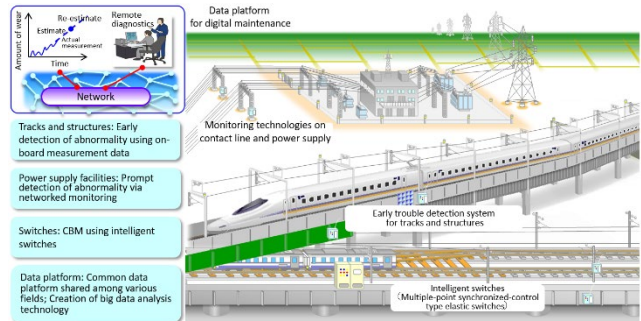 Amount of wear
Re-estimate
Estimate
Actual
measurement
Time
Remote
diagnostics
Network
Tracks and structures: Early
detection of abnormality using on-
board measurement data
Power supply facilities: Prompt
detection of abnormality via
networked monitoring
Switches: CBM using intelligent
switches
Data platform: Common data
platform shared among various
fields; Creation of big data analysis
technology
Data platform
for digital maintenance
Monitoring technologies on
contact line and power supply
Early trouble detection system
for tracks and structures
Intelligent switches
(Multiple-point synchronized-control
type elastic switches)